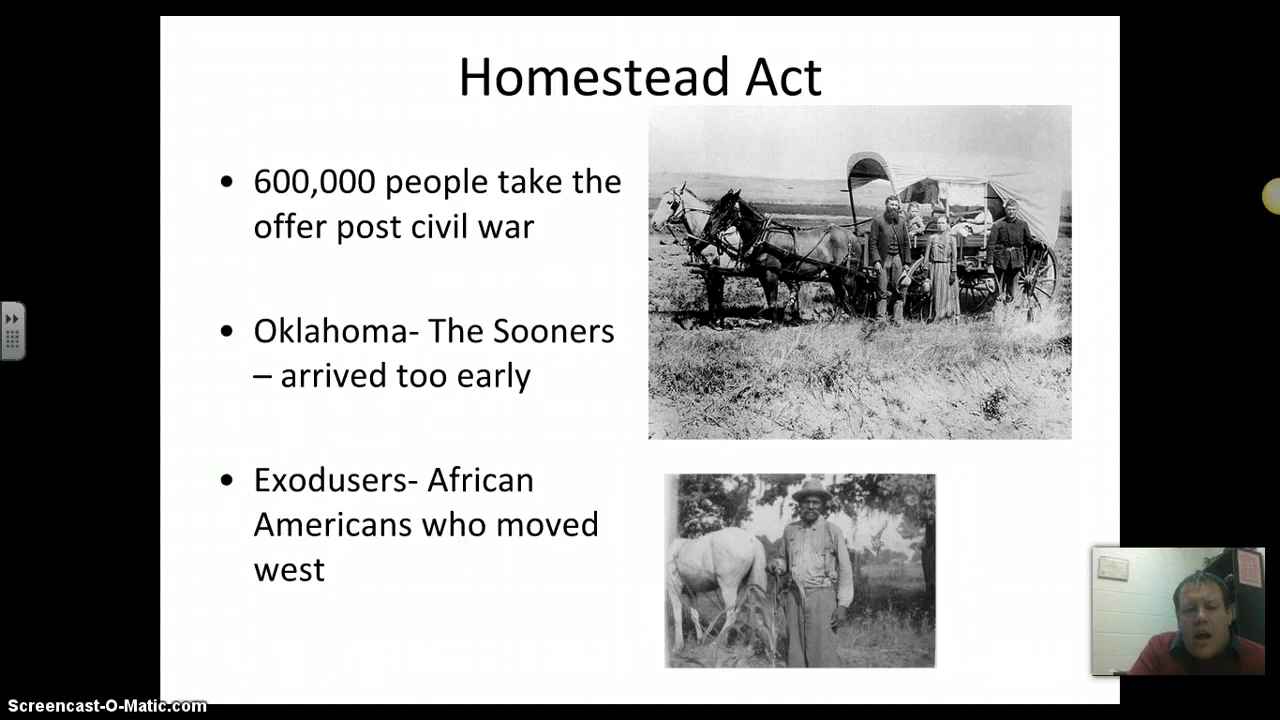 Homestead Act
• 600,000 people take the
offer post civil war
• Oklahoma- The Sooners
– arrived too early
• Exodusers- African
Americans who moved
west
Screencast-O-Matic.com